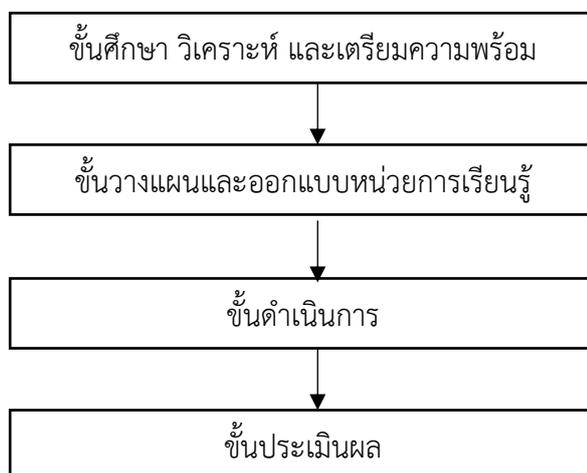 ขั้นศึกษา วิเคราะห์ และเตรียมความพร้อม
ขั้นวางแผนและออกแบบหน่วยการเรียนรู้
ขั้นดำเนินการ
ขั้นประเมินผล